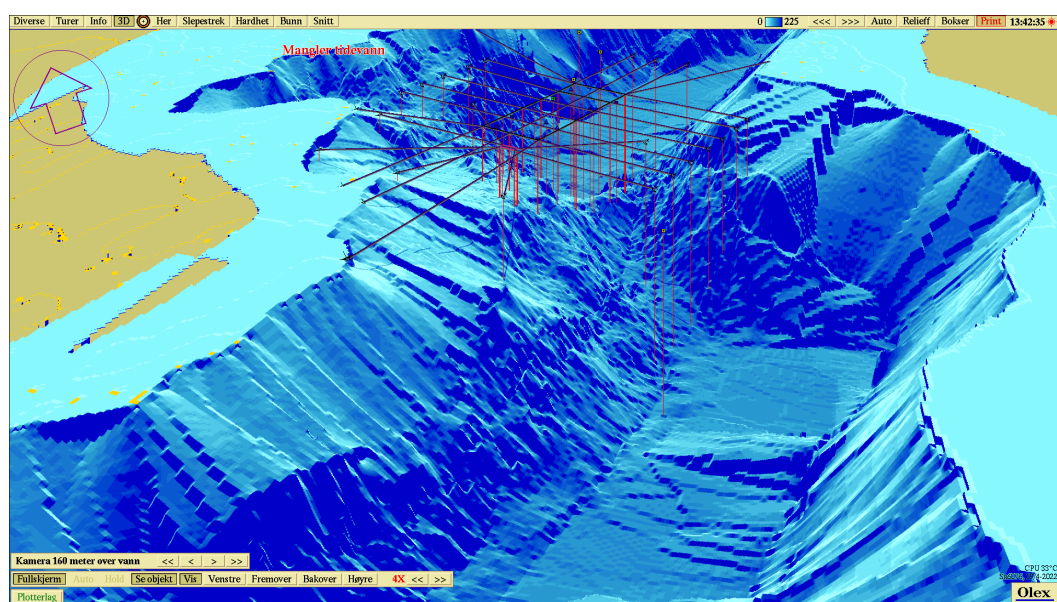 Diverse Turer Info 3D Her Slepestrek Hardhet Bunn Snitt 0 225 <<< >>> Auto Relieff Bokser Print 13:42:35
Mangler tidevann
Kamera 160 meter over vann << < > >>
CPU 33°C
Fullskjerm Auto Hold Se objekt Vis Venstre Fremover Bakover Høyre 4X << >>
Plotterlag
Olex